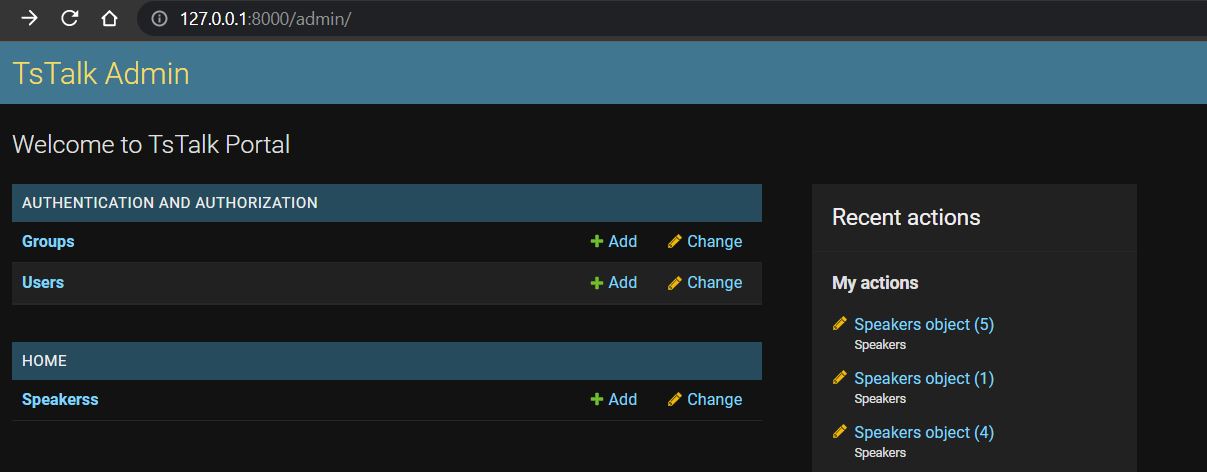 127.0.0.1:8000/admin/
TsTalk Admin
Welcome to TsTalk Portal
AUTHENTICATION AND AUTHORIZATION
Groups Add Change
Users Add Change
HOME
Speakerss Add Change
Recent actions
My actions
Speakers object (5)
Speakers
Speakers object (1)
Speakers
Speakers object (4)
Speakers